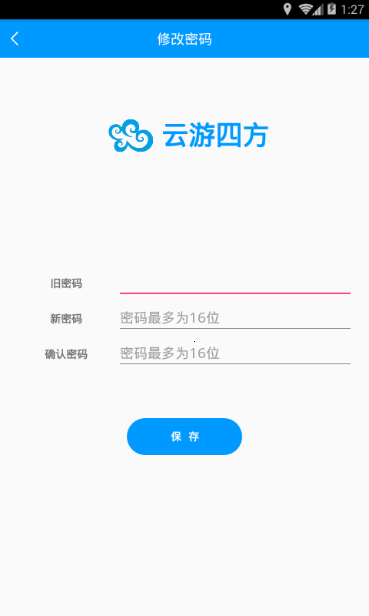 1:27
修改密码
云游四方
旧密码
新密码 密码最多为16位
确认密码 密码最多为16位
保 存